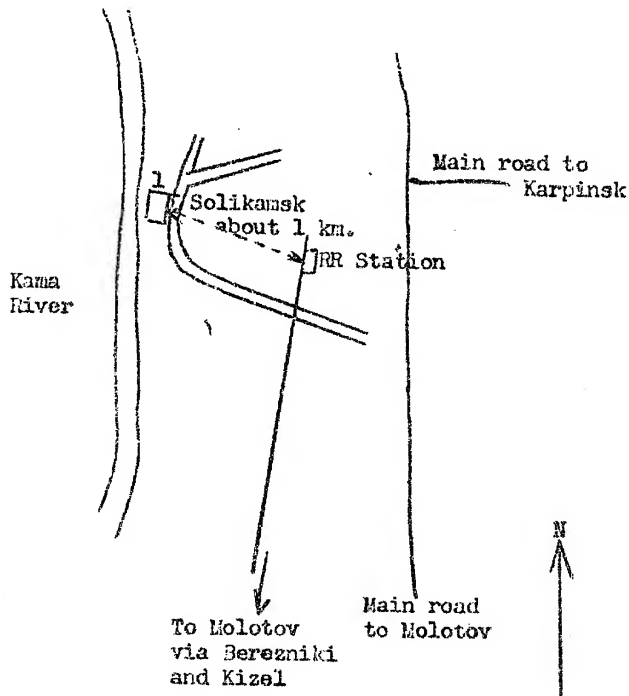 Main road to
Karpinsk
1
Solikamsk
about 1 km.
RR Station
Kama
River
N
To Molotov
via Berezniki
and Kizel
Main road
to Molotov